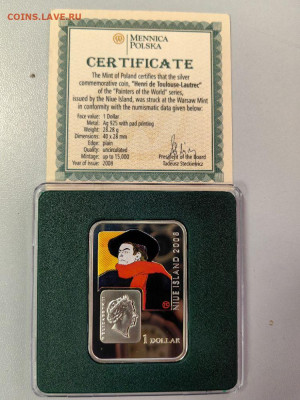 COINS.LAVE.RU
MENNICA
POLSKA
CERTIFICATE
The Mint of Poland certifies that the silver
commemorative coin, "Henri de Toulouse-Lautrec"
of the "Painters of the World" series,
issued by the Niue Island, was struck at the Warsaw Mint
in conformity with the numismatic data given below:
Face value: 1 Dollar
Metal: Ag 925 with pad printing
Weight: 28.28 g
Dimensions: 40 x 28 mm
Edge: plain
Quality: uncirculated
Mintage: up to 15,000
Year of issue: 2008
President of the Board
Tadeusz Steckiewicz
NIUE ISLAND 2008
1 DOLLAR